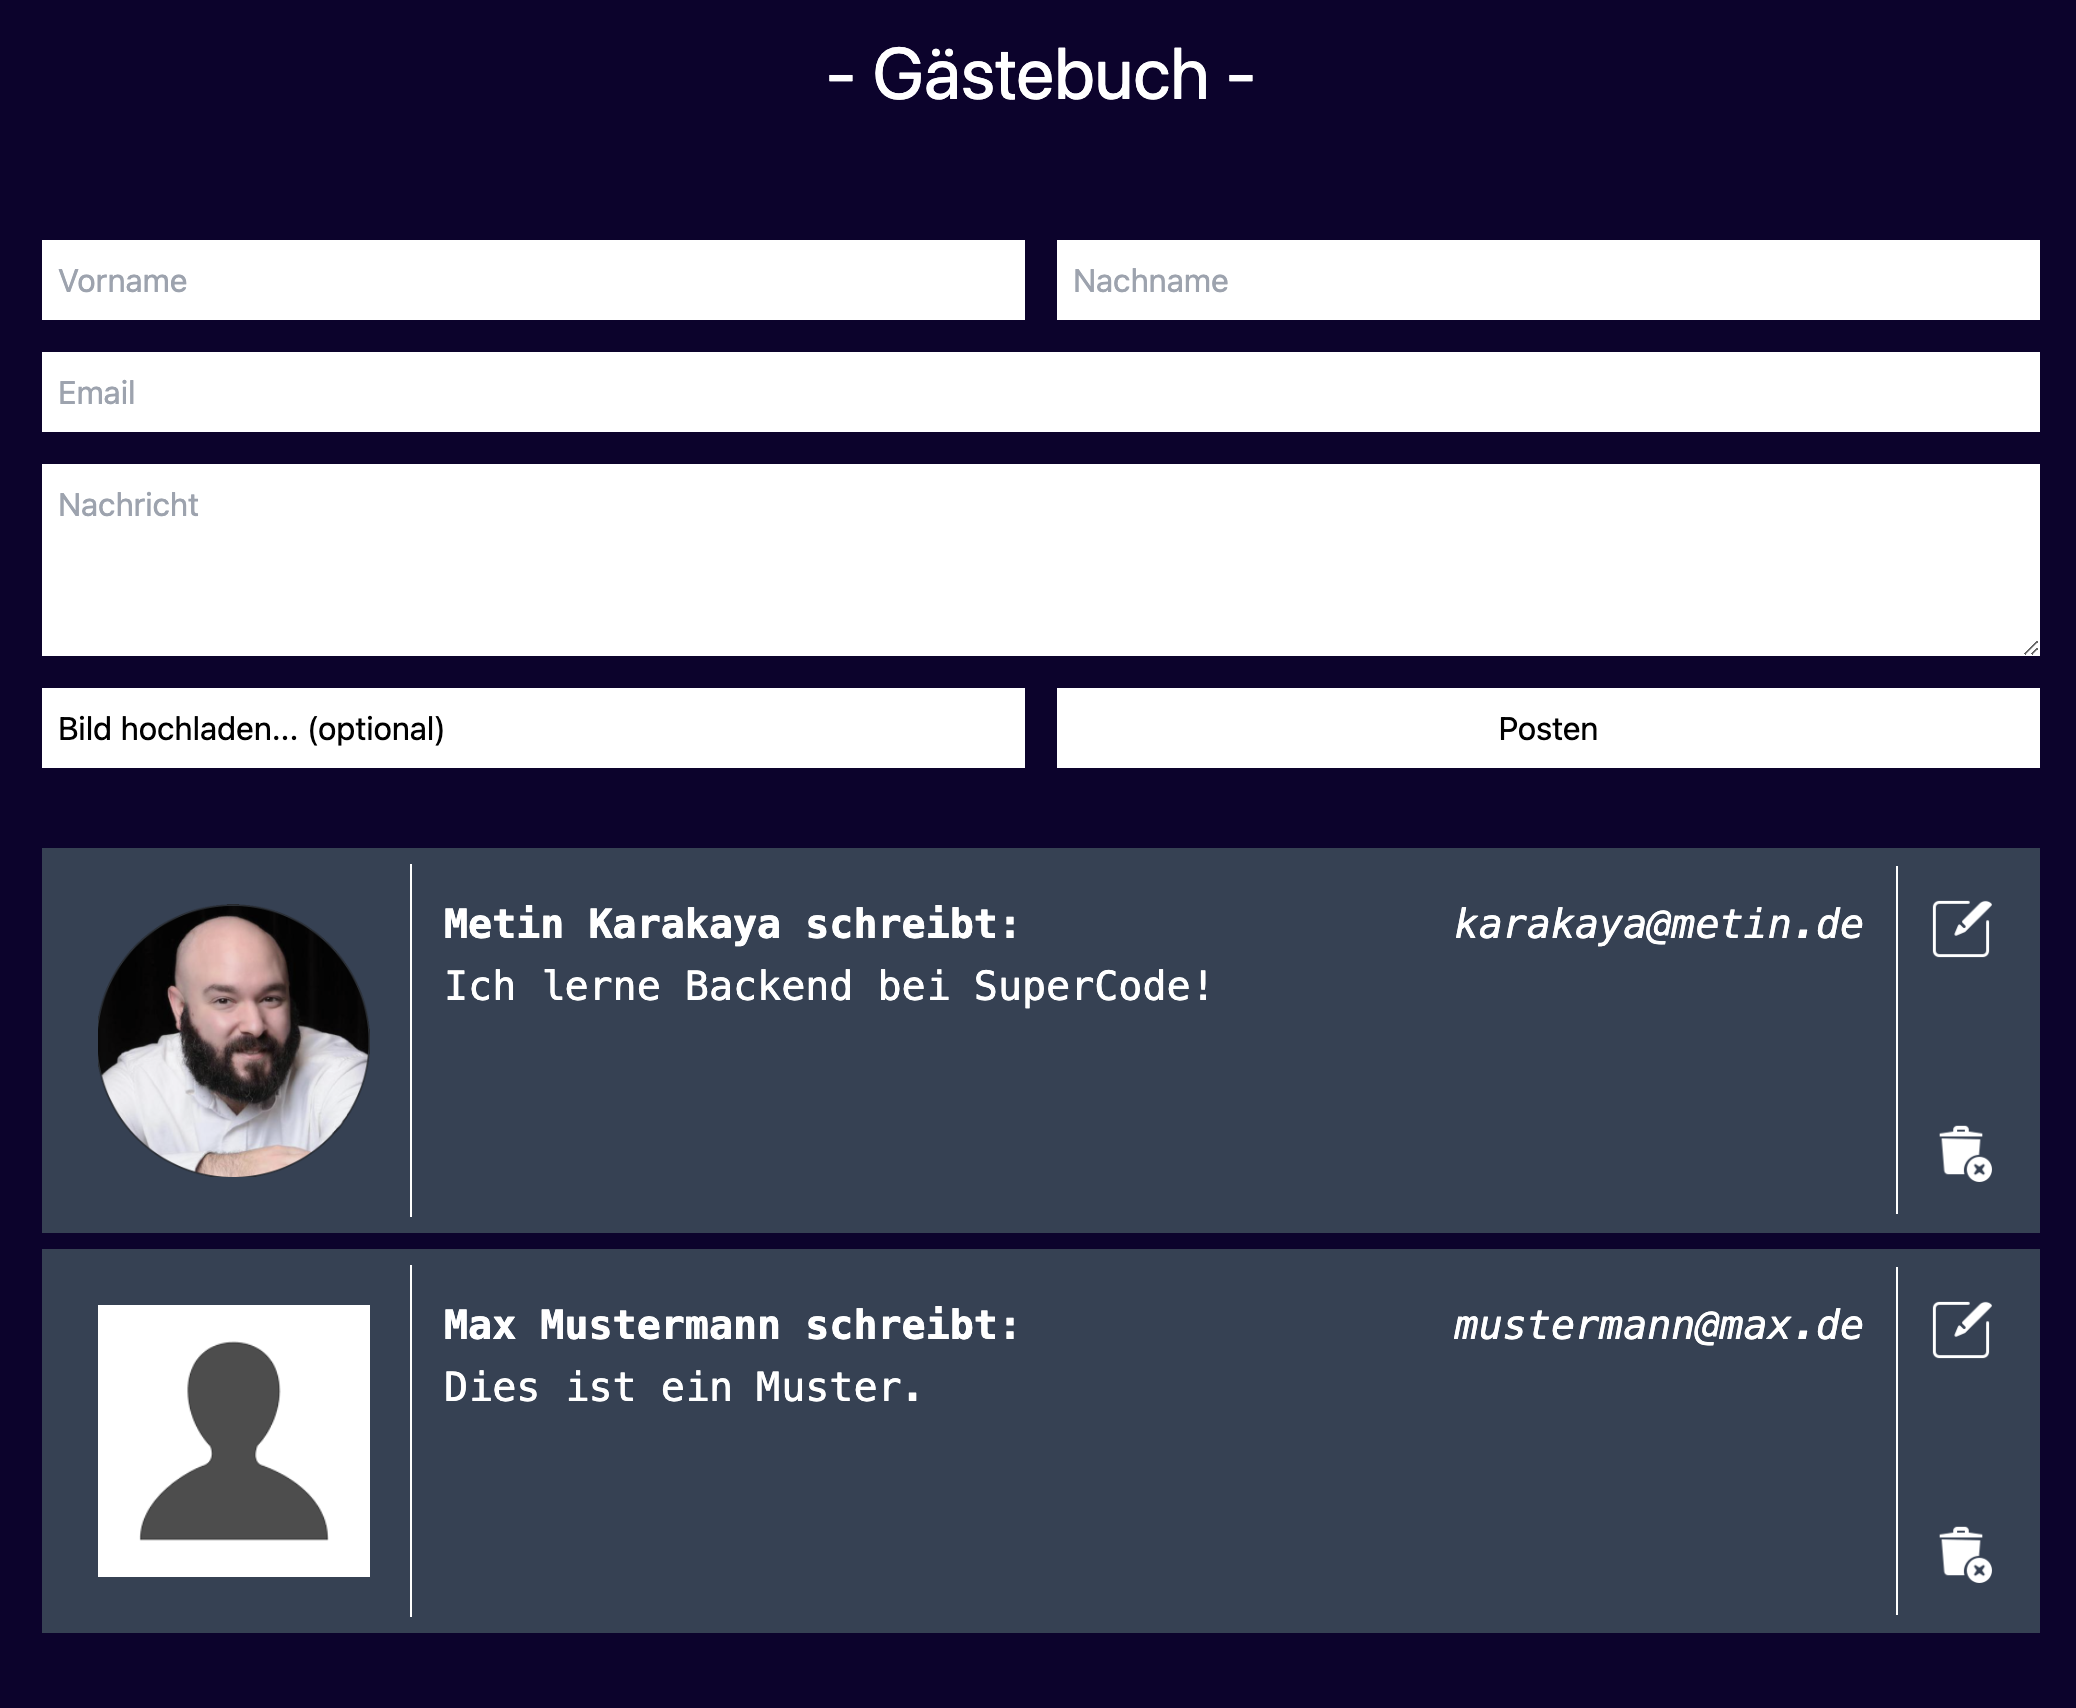 - Gästebuch -
Vorname
Nachname
Email
Nachricht
Bild hochladen... (optional)
Posten
Metin Karakaya schreibt:
karakaya@metin.de
Ich lerne Backend bei SuperCode!
Max Mustermann schreibt:
mustermann@max.de
Dies ist ein Muster.